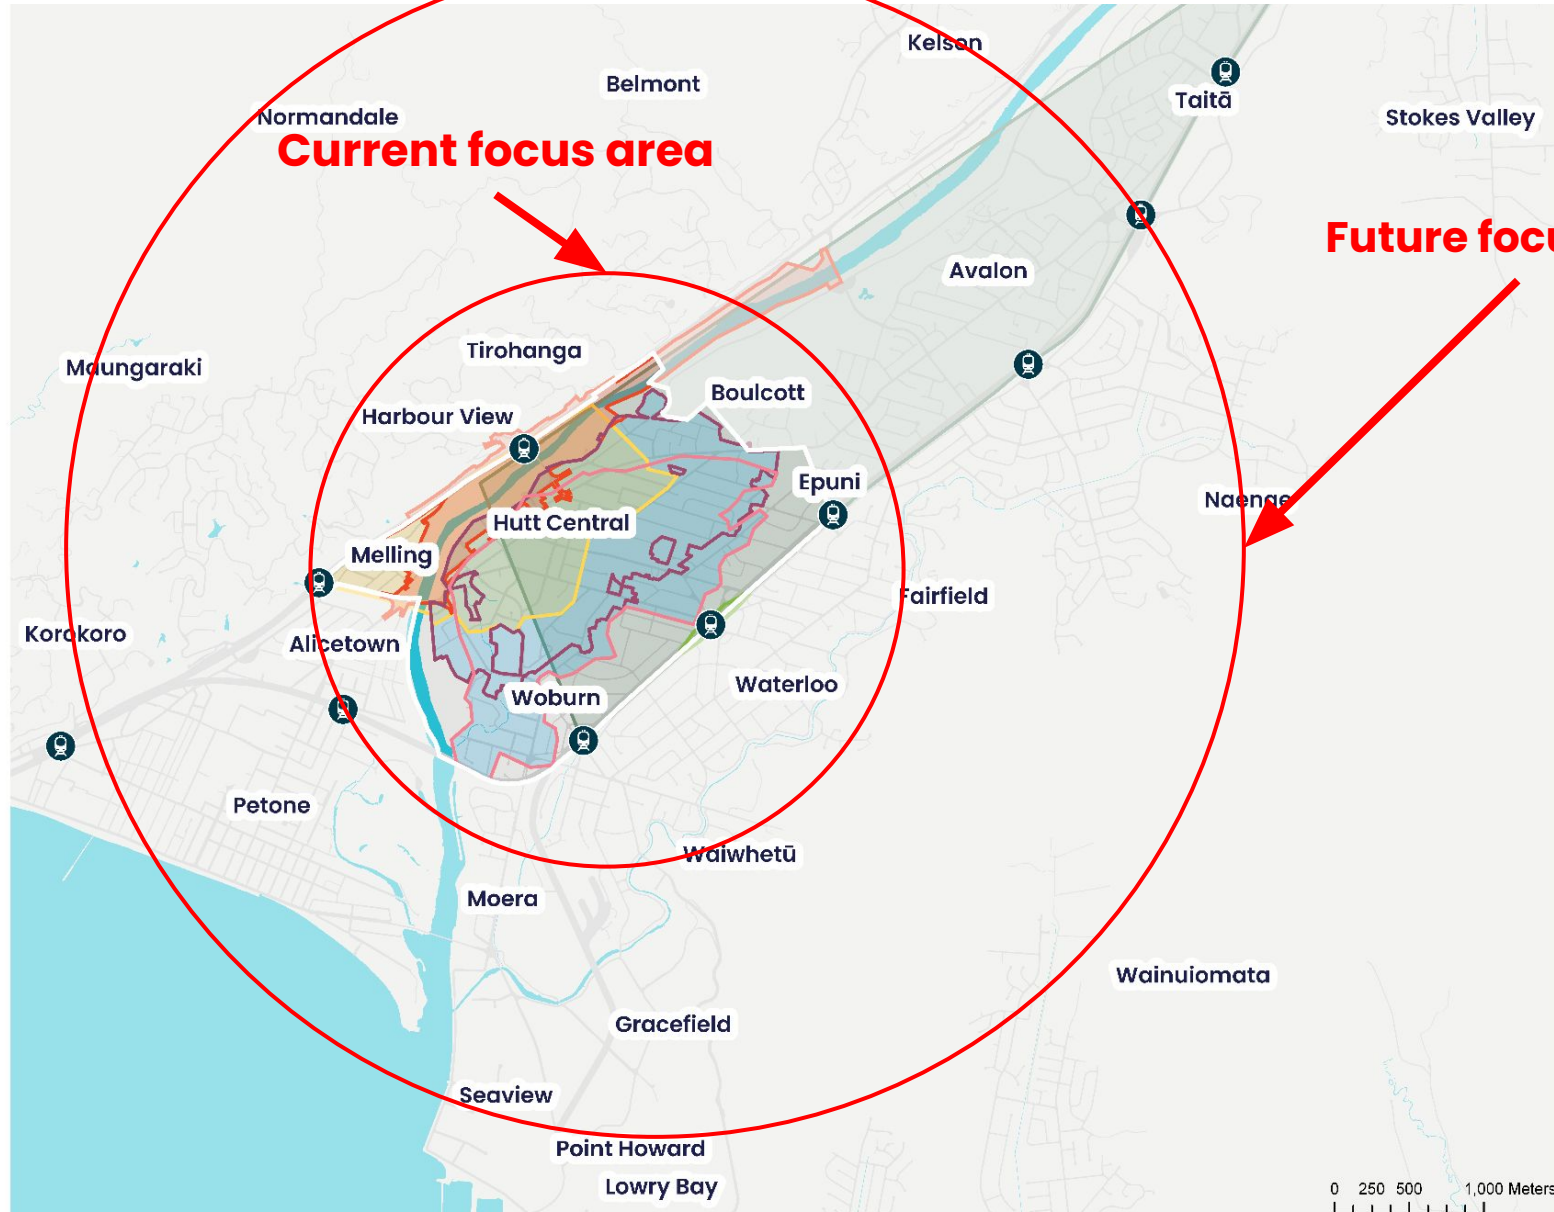 Kelson
Belmont
Taitā
Normandale
Stokes Valley
Current focus area
Future focu
Avalon
Tirohanga
Maungaraki
Boulcott
Harbour View
Epuni
Naenae
Hutt Central
Melling
Fairfield
Korokoro
Alicetown
Waterloo
Woburn
Petone
Waiwhetū
Moera
Wainuiomata
Gracefield
Seaview
Point Howard
Lowry Bay
0 250 500 1,000 Meters